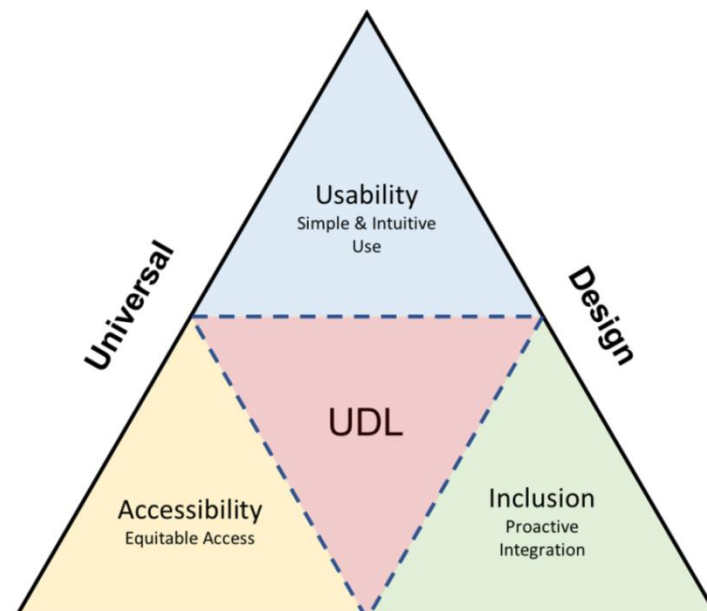 Usability
Simple & Intuitive
Use
Universal
Design
UDL
Accessibility
Equitable Access
Inclusion
Proactive
Integration